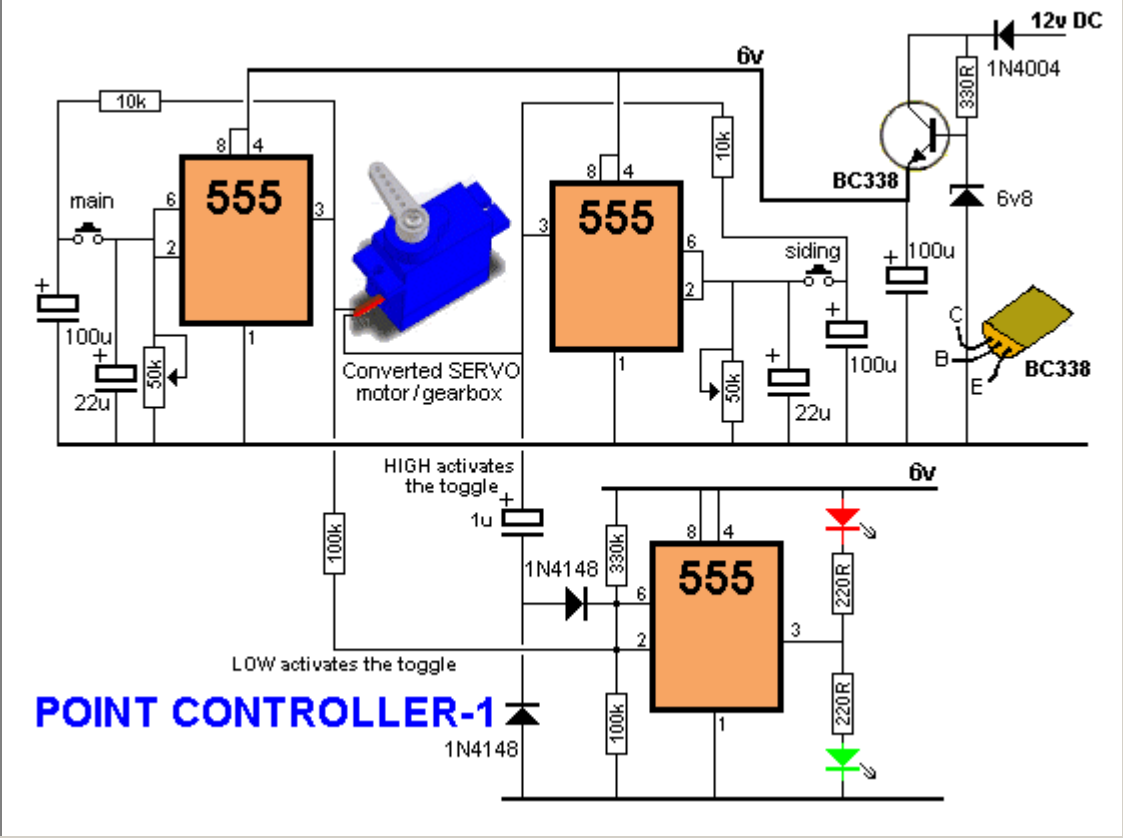 12v DC
6v
1N4004
330R
10k
8 4
555
main
6
3
2
1
100u
22u
50k
Converted SERVO
motor/gearbox
10k
8 4
555
3
6
2
1
siding
50k
22u
100u
BC338
6v8
100u
C
B
E
BC338
HIGH activates
the toggle
1u
100k
1N4148
330k
6v
8 4
555
6
2
3
1
220R
220R
LOW activates the toggle
100k
POINT CONTROLLER-1
1N4148